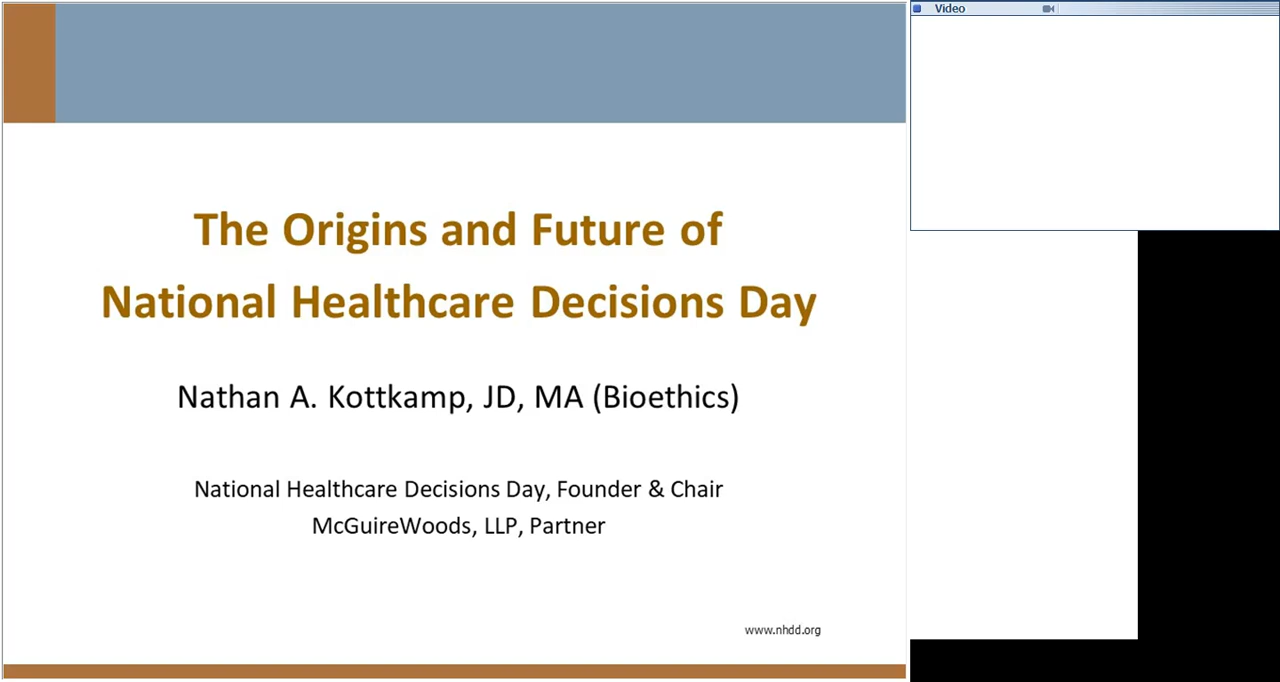 Video
The Origins and Future of
National Healthcare Decisions Day
Nathan A. Kottkamp, JD, MA (Bioethics)
National Healthcare Decisions Day, Founder & Chair
McGuireWoods, LLP, Partner
www.nhdd.org